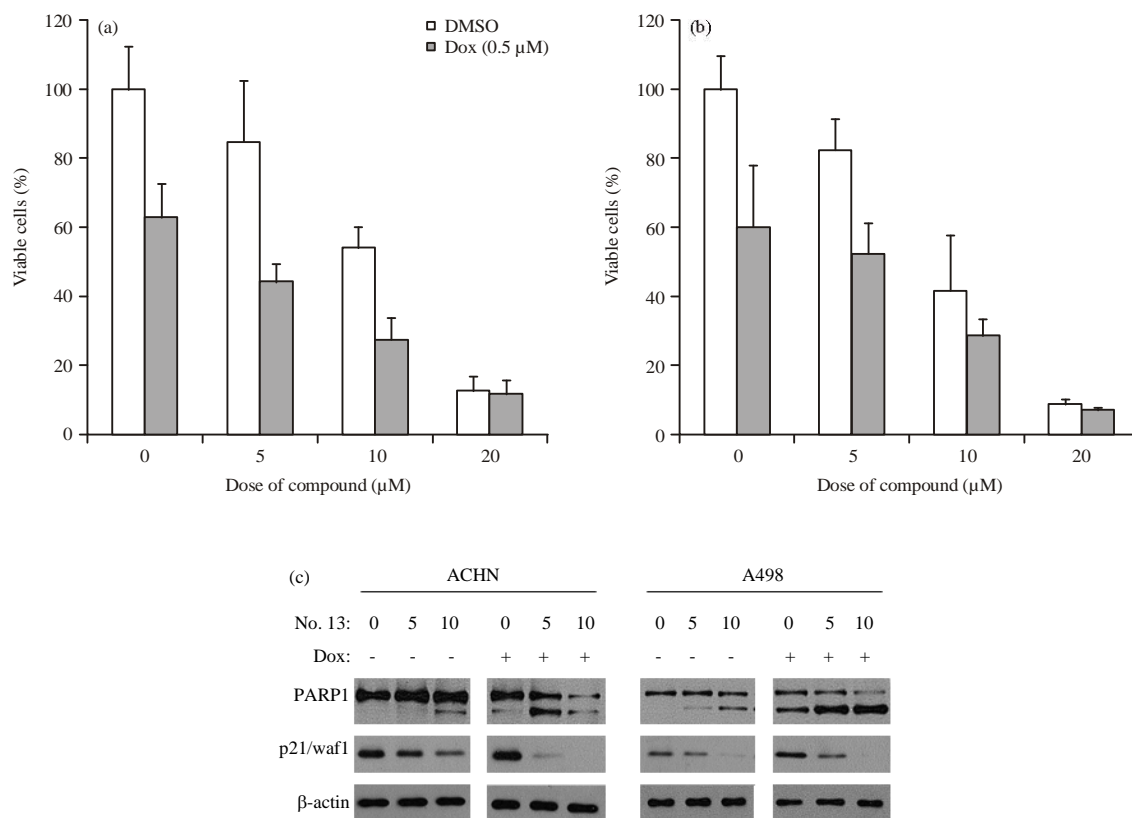 (a)
DMSO
Dox (0.5 µM)
120
100
80
60
40
20
0
Viable cells (%)
0 5 10 20
Dose of compound (µM)
(b)
120
100
80
60
40
20
0
Viable cells (%)
0 5 10 20
Dose of compound (µM)
(c)
ACHN A498
No. 13: 0 5 10 0 5 10 0 5 10 0 5 10
Dox: - - - + + + - - - + + +
PARP1
p21/waf1
β-actin